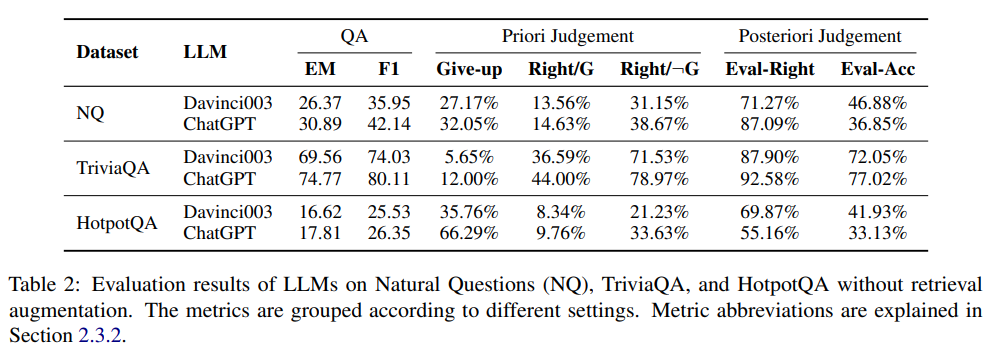 Dataset LLM QA Priori Judgement Posteriori Judgement
EM F1 Give-up Right/G Right/¬G Eval-Right Eval-Acc
NQ Davinci003 26.37 35.95 27.17% 13.56% 31.15% 71.27% 46.88%
ChatGPT 30.89 42.14 32.05% 14.63% 38.67% 87.09% 36.85%
TriviaQA Davinci003 69.56 74.03 5.65% 36.59% 71.53% 87.90% 72.05%
ChatGPT 74.77 80.11 12.00% 44.00% 78.97% 92.58% 77.02%
HotpotQA Davinci003 16.62 25.53 35.76% 8.34% 21.23% 69.87% 41.93%
ChatGPT 17.81 26.35 66.29% 9.76% 33.63% 55.16% 33.13%
Table 2: Evaluation results of LLMs on Natural Questions (NQ), TriviaQA, and HotpotQA without retrieval
augmentation. The metrics are grouped according to different settings. Metric abbreviations are explained in
Section 2.3.2.